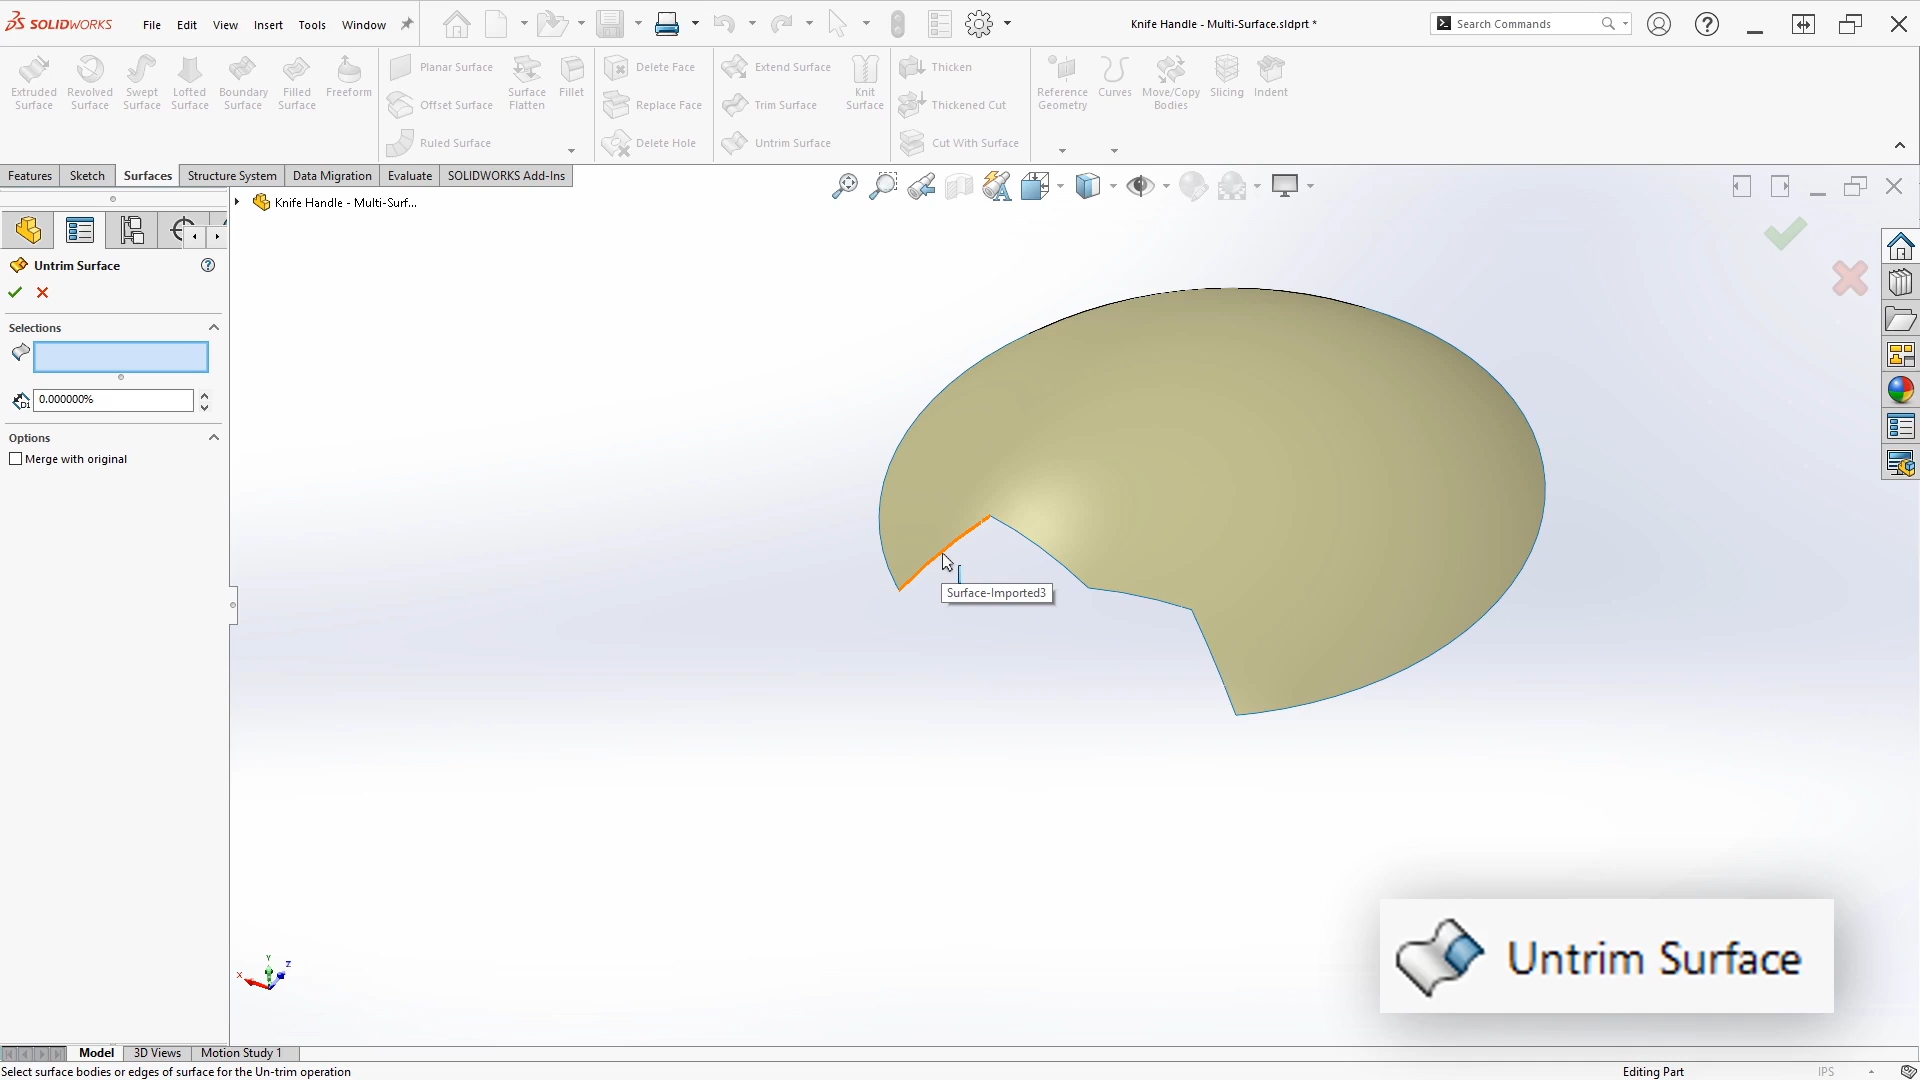 SOLIDWORKS
File Edit View Insert Tools Window
Knife Handle - Multi-Surface.sldprt *
Search Commands
Extruded Surface
Revolved Surface
Swept Surface
Lofted Surface
Boundary Surface
Filled Surface
Freeform
Planar Surface
Offset Surface
Ruled Surface
Surface Flatten
Fillet
Delete Face
Replace Face
Delete Hole
Extend Surface
Trim Surface
Untrim Surface
Knit Surface
Thicken
Thickened Cut
Cut With Surface
Reference Geometry
Curves
Move/Copy Bodies
Slicing
Indent
Features Sketch Surfaces Structure System Data Migration Evaluate SOLIDWORKS Add-Ins
Knife Handle - Multi-Surf...
Untrim Surface
Selections
0.000000%
Options
Merge with original
Surface-Imported3
X Y Z
Untrim Surface
Model 3D Views Motion Study 1
Select surface bodies or edges of surface for the Un-trim operation
Editing Part
IPS